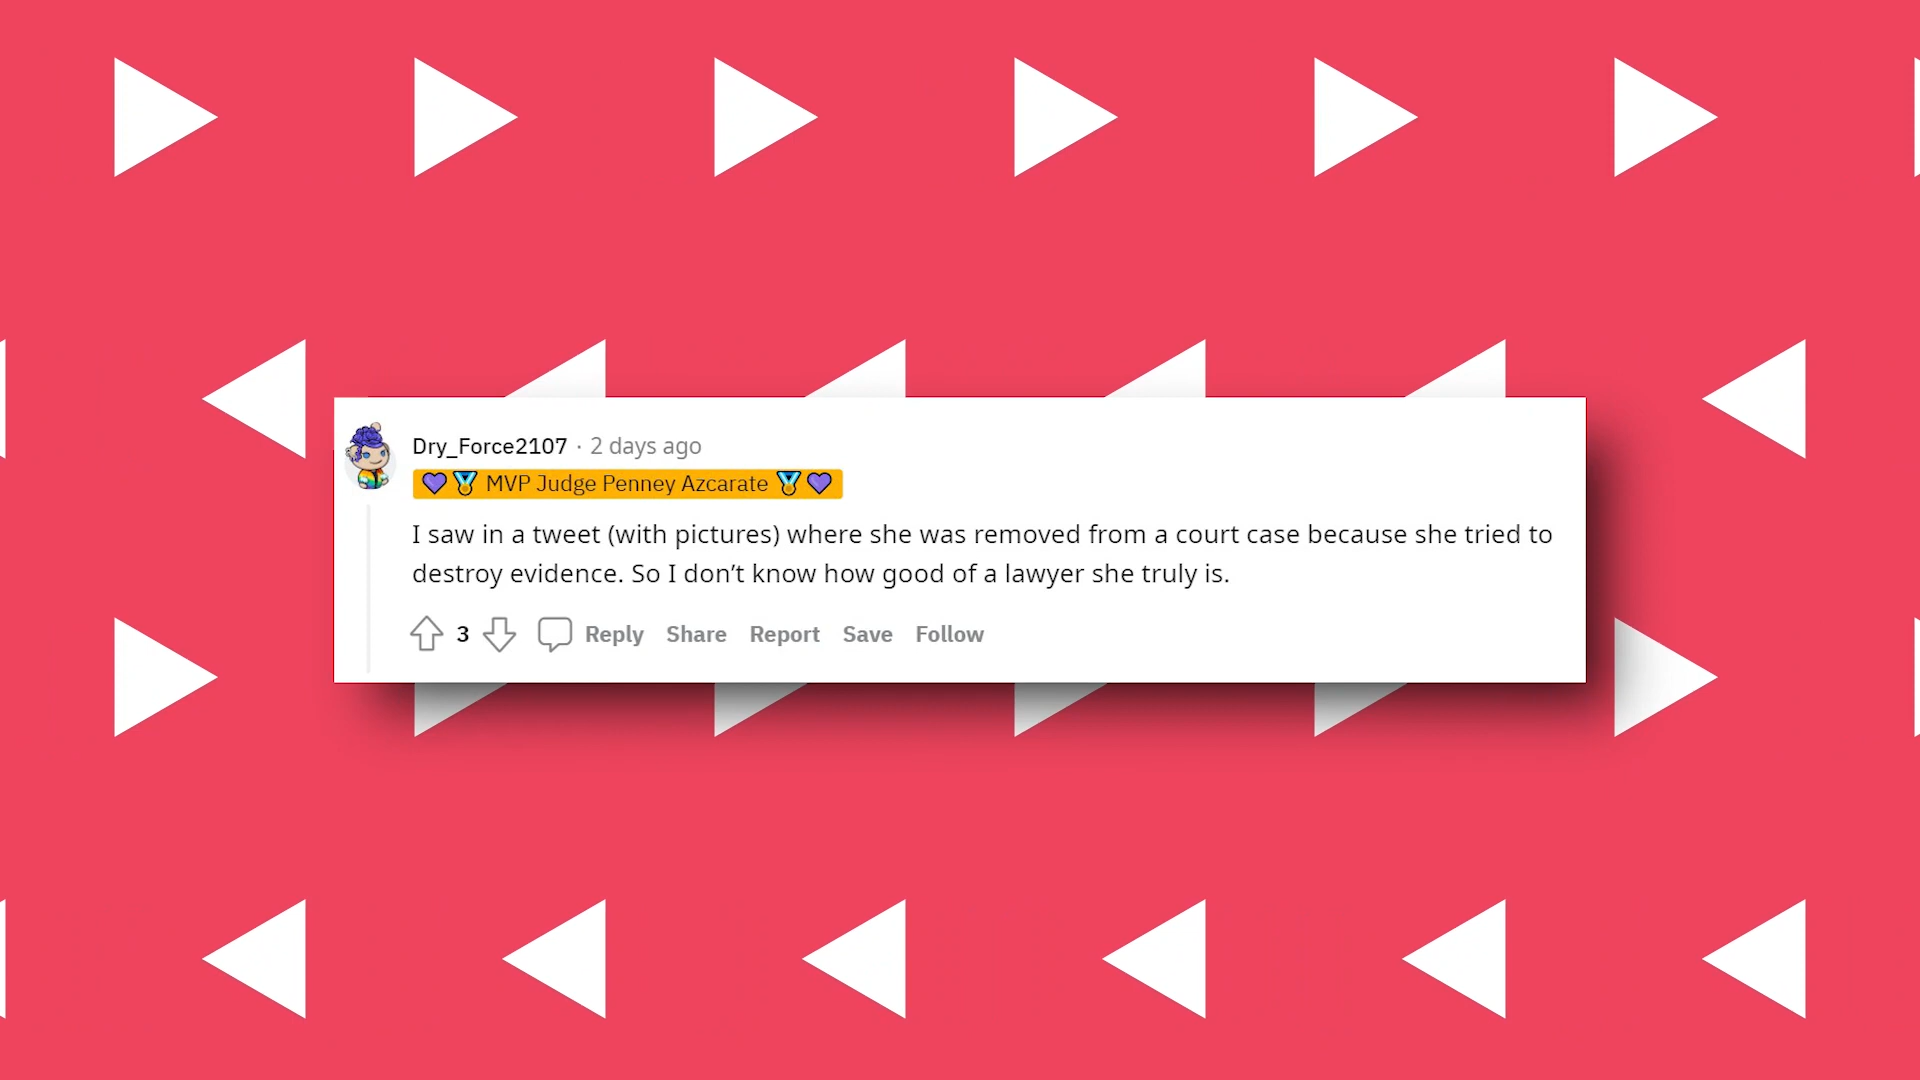 Dry_Force2107 · 2 days ago
💜🏅 MVP Judge Penney Azcarate 🏅💜
I saw in a tweet (with pictures) where she was removed from a court case because she tried to
destroy evidence. So I don’t know how good of a lawyer she truly is.
3 Reply Share Report Save Follow